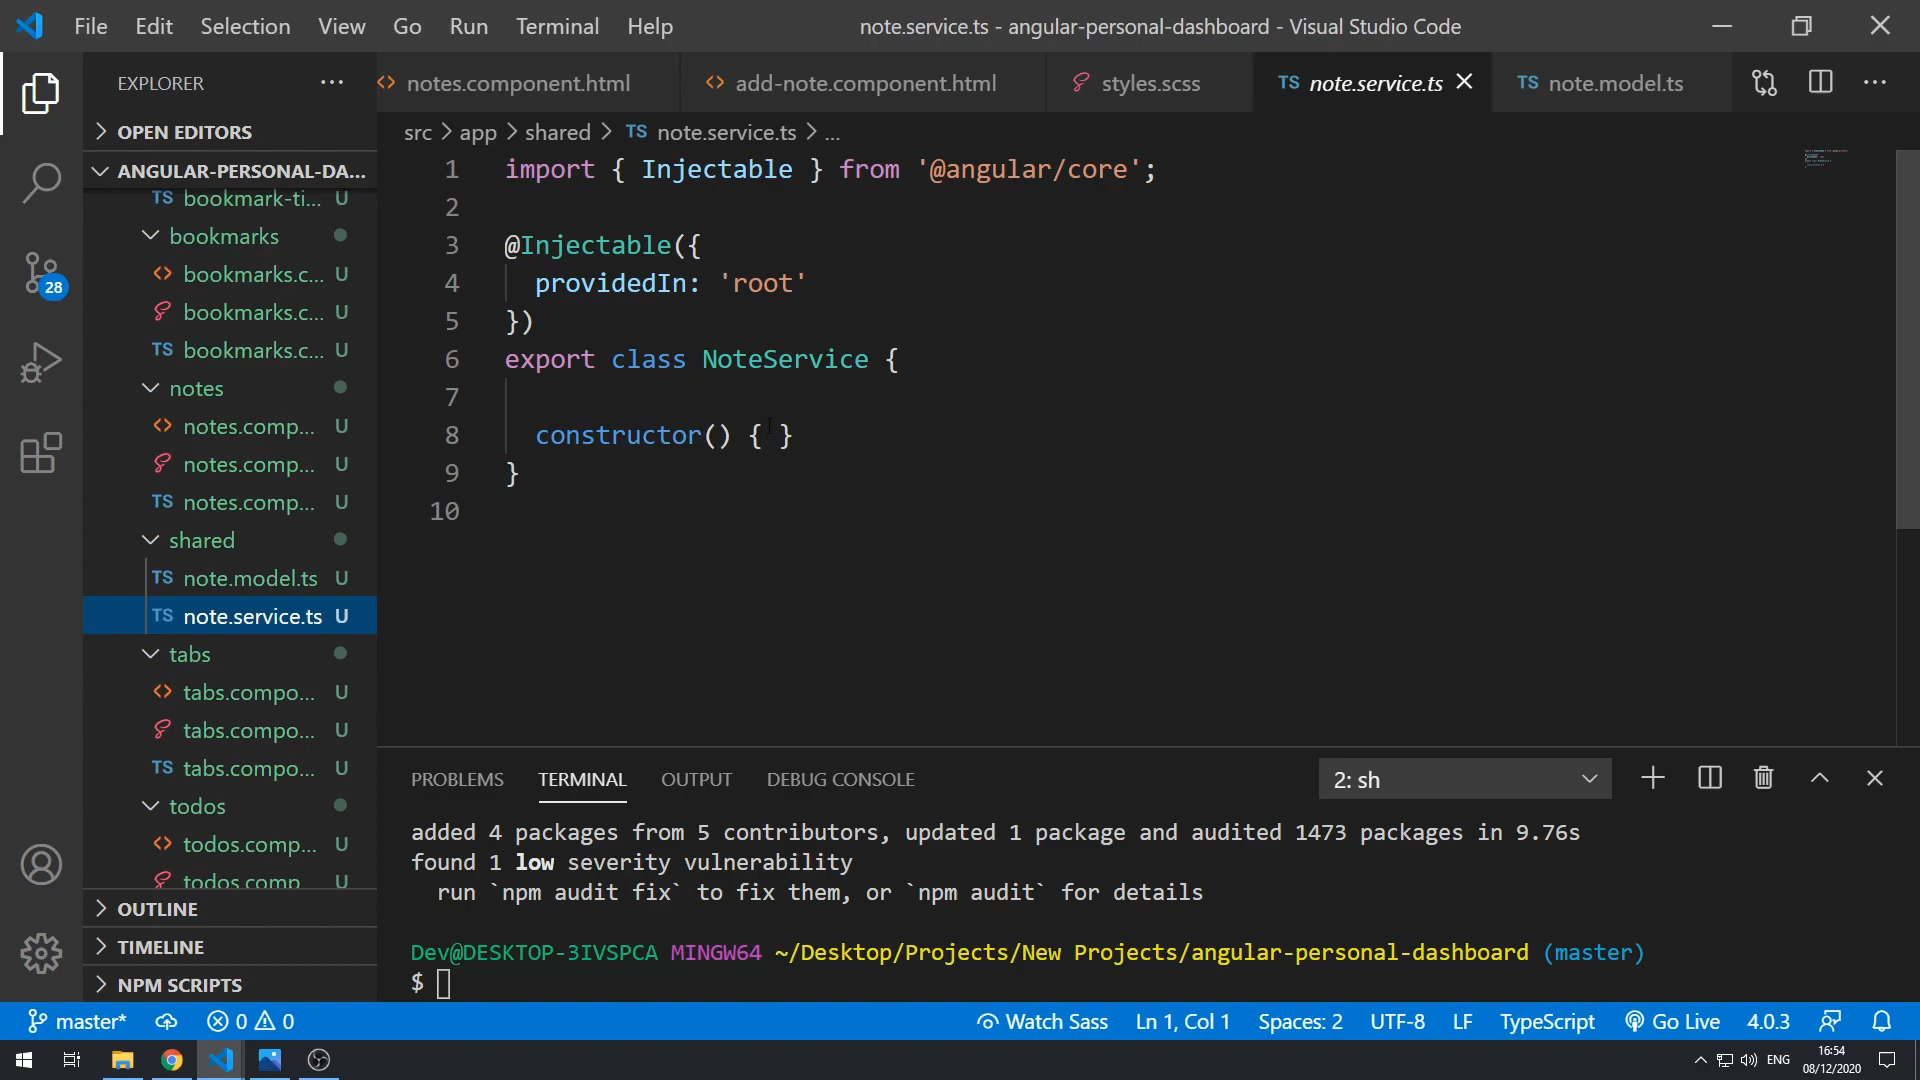 File Edit Selection View Go Run Terminal Help
note.service.ts - angular-personal-dashboard - Visual Studio Code
EXPLORER
notes.component.html
add-note.component.html
styles.scss
TS note.service.ts
TS note.model.ts
OPEN EDITORS
src > app > shared > TS note.service.ts > ...
ANGULAR-PERSONAL-DA...
TS bookmark-ti... U
bookmarks
bookmarks.c... U
bookmarks.c... U
TS bookmarks.c... U
notes
notes.comp... U
notes.comp... U
TS notes.comp... U
shared
TS note.model.ts U
TS note.service.ts U
tabs
tabs.compo... U
tabs.compo... U
TS tabs.compo... U
todos
todos.comp... U
todos.comp... U
OUTLINE
TIMELINE
NPM SCRIPTS
28
1 import { Injectable } from '@angular/core';
2
3 @Injectable({
4 providedIn: 'root'
5 })
6 export class NoteService {
7
8 constructor() { }
9 }
10
PROBLEMS TERMINAL OUTPUT DEBUG CONSOLE
2: sh
added 4 packages from 5 contributors, updated 1 package and audited 1473 packages in 9.76s
found 1 low severity vulnerability
run `npm audit fix` to fix them, or `npm audit` for details
Dev@DESKTOP-3IVSPCA MINGW64 ~/Desktop/Projects/New Projects/angular-personal-dashboard (master)
$
master* 0 0
Watch Sass Ln 1, Col 1 Spaces: 2 UTF-8 LF TypeScript Go Live 4.0.3
ENG
16:54
08/12/2020